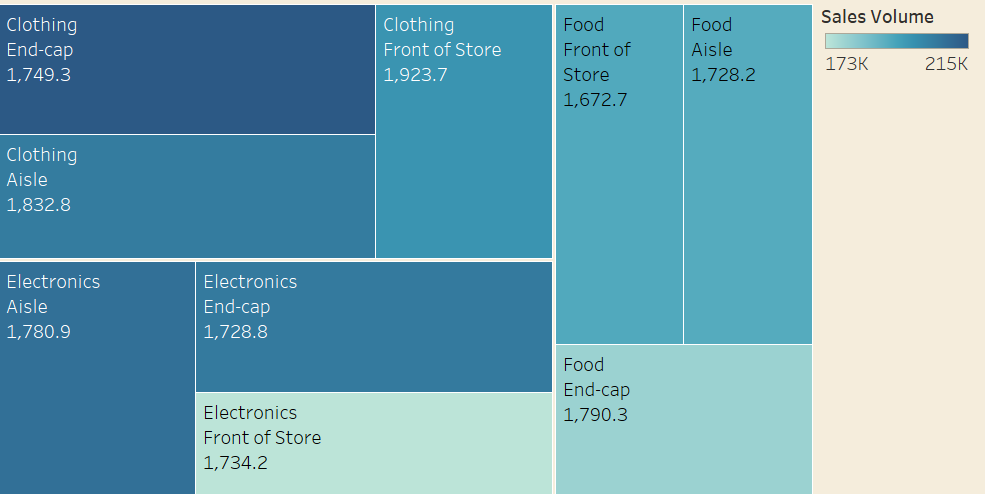 Clothing
End-cap
1,749.3
Clothing
Front of Store
1,923.7
Clothing
Aisle
1,832.8
Electronics
Aisle
1,780.9
Electronics
End-cap
1,728.8
Electronics
Front of Store
1,734.2
Food
Front of
Store
1,672.7
Food
Aisle
1,728.2
Food
End-cap
1,790.3
Sales Volume
173K 215K